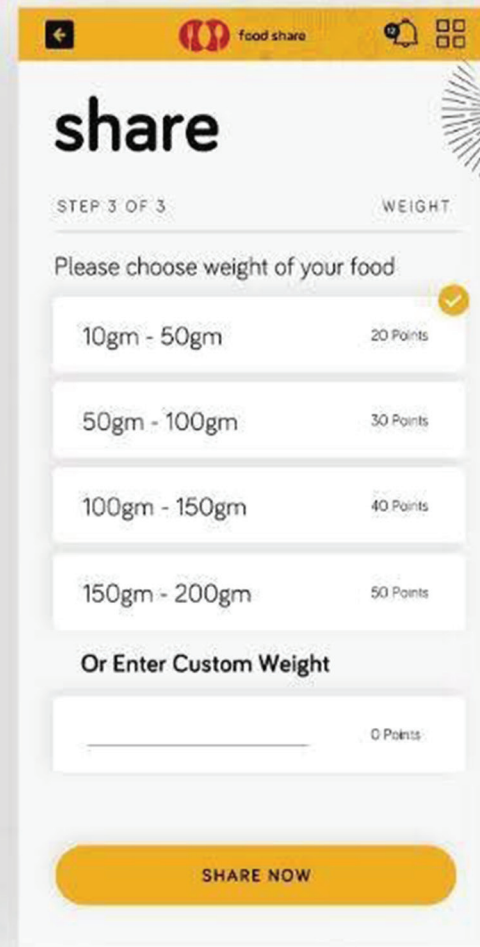 food share
12
share
STEP 3 OF 3 WEIGHT
Please choose weight of your food
10gm - 50gm 20 Points
50gm - 100gm 30 Points
100gm - 150gm 40 Points
150gm - 200gm 50 Points
Or Enter Custom Weight
0 Points
SHARE NOW